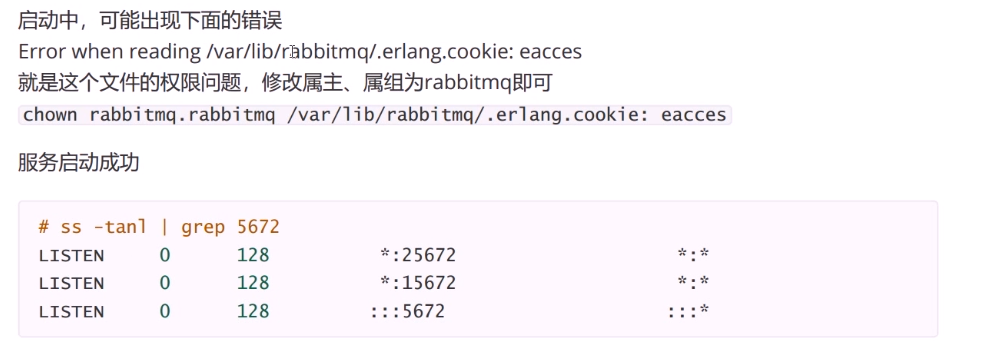 启动中，可能出现下面的错误
Error when reading /var/lib/rabbitmq/.erlang.cookie: eacces
就是这个文件的权限问题，修改属主、属组为rabbitmq即可
chown rabbitmq.rabbitmq /var/lib/rabbitmq/.erlang.cookie: eacces
服务启动成功
# ss -tanl | grep 5672
LISTEN 0 128 *:25672 *:*
LISTEN 0 128 *:15672 *:*
LISTEN 0 128 :::5672 :::*